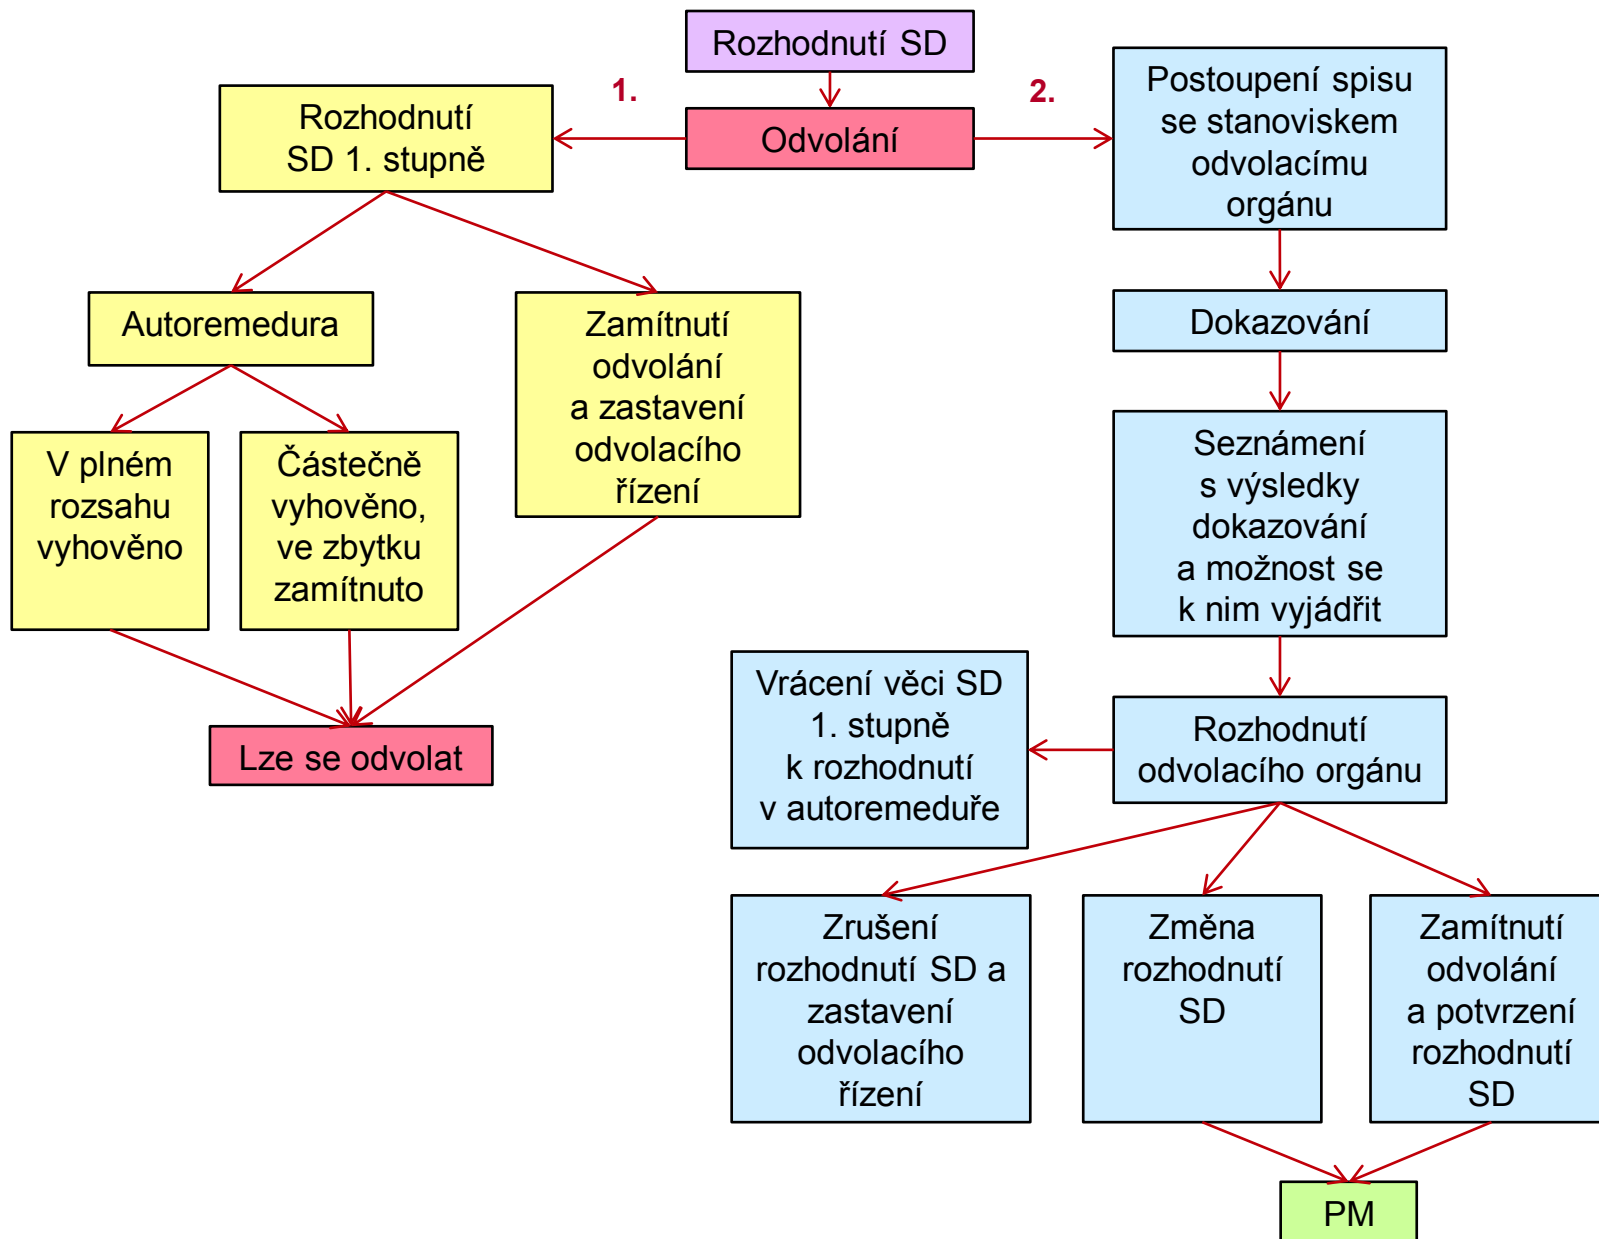 Rozhodnutí SD
1.
2.
Odvolání
Rozhodnutí
SD 1. stupně
Autoremedura
V plném
rozsahu
vyhověno
Částečně
vyhověno,
ve zbytku
zamítnuto
Zamítnutí
odvolání
a zastavení
odvolacího
řízení
Lze se odvolat
Postoupení spisu
se stanoviskem
odvolacímu
orgánu
Dokazování
Seznámení
s výsledky
dokazování
a možnost se
k nim vyjádřit
Rozhodnutí
odvolacího orgánu
Vrácení věci SD
1. stupně
k rozhodnutí
v autoremeduře
Zrušení
rozhodnutí SD a
zastavení
odvolacího
řízení
Změna
rozhodnutí
SD
Zamítnutí
odvolání
a potvrzení
rozhodnutí
SD
PM